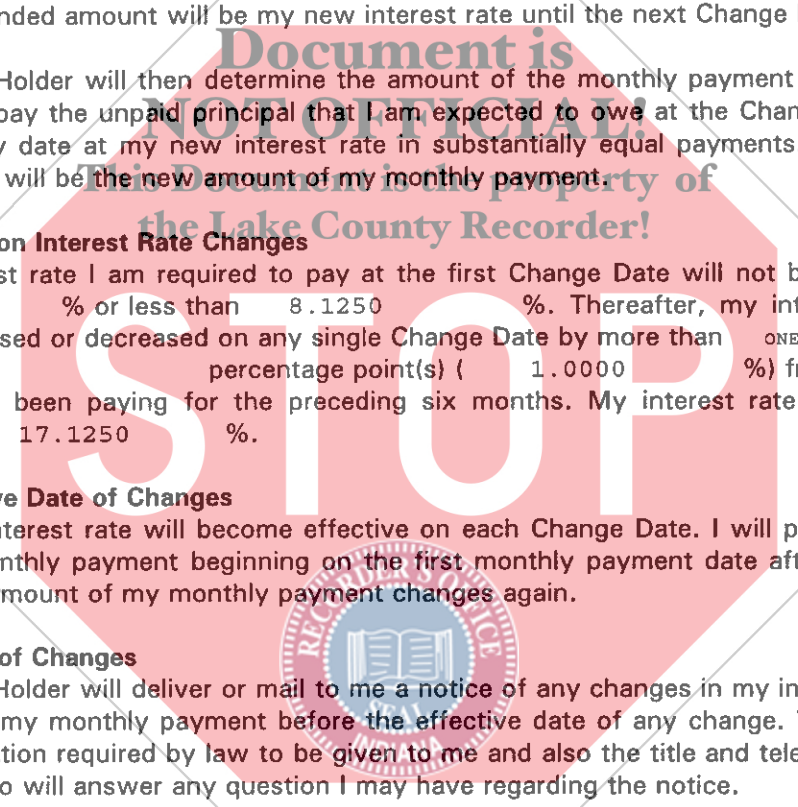 nded amount will be my new interest rate until the next Change
Document is
Holder will then determine the amount of the monthly payment
NOT OFFICIAL!
pay the unpaid principal that I am expected to owe at the Chan
y date at my new interest rate in substantially equal payments
This Document is the property of
will be the new amount of my monthly payment.
the Lake County Recorder!
on Interest Rate Changes
st rate I am required to pay at the first Change Date will not b
% or less than 8.1250 %. Thereafter, my int
sed or decreased on any single Change Date by more than ONE
percentage point(s) ( 1.0000 %) fr
been paying for the preceding six months. My interest rate
17.1250 %.
STOP
ve Date of Changes
nterest rate will become effective on each Change Date. I will p
nthly payment beginning on the first monthly payment date aft
mount of my monthly payment changes again.
RECORDER'S OFFICE
of Changes
Holder will deliver or mail to me a notice of any changes in my in
my monthly payment before the effective date of any change.
SEAL
tion required by law to be given to me and also the title and tele
INDIANA
o will answer any question I may have regarding the notice.